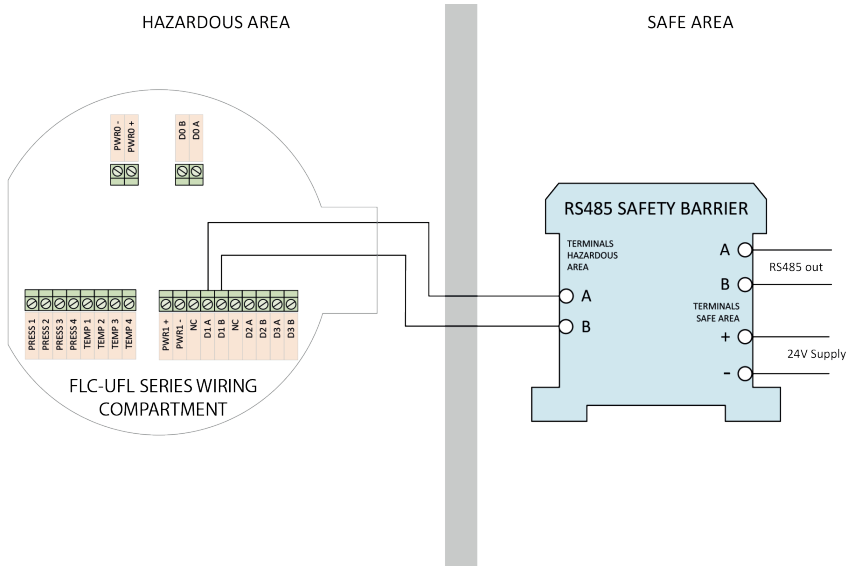 HAZARDOUS AREA
SAFE AREA
PWR0 -
PWR0 +
D0 B
D0 A
PRESS 1
PRESS 2
PRESS 3
PRESS 4
TEMP 1
TEMP 2
TEMP 3
TEMP 4
PWR1 +
PWR1 -
NC
D1 A
D1 B
NC
D2 A
D2 B
D3 A
D3 B
FLC-UFL SERIES WIRING
COMPARTMENT
RS485 SAFETY BARRIER
TERMINALS
HAZARDOUS
AREA
A
B
A
RS485 out
B
TERMINALS
SAFE AREA
+
24V Supply
-